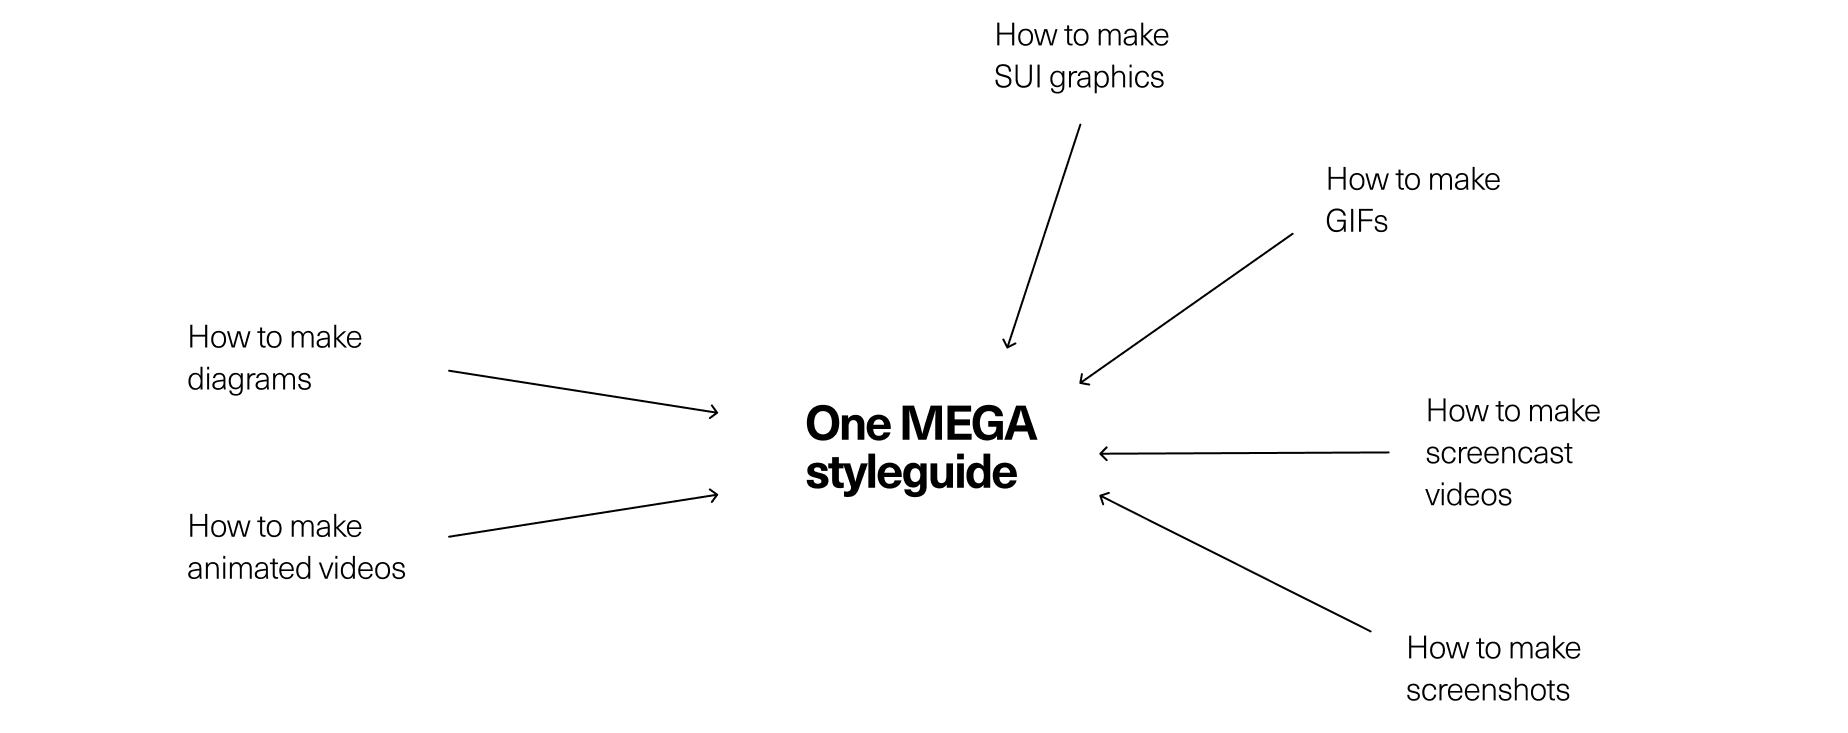 How to make
SUI graphics
How to make
GIFs
How to make
diagrams
One MEGA
styleguide
How to make
screencast
videos
How to make
animated videos
How to make
screenshots